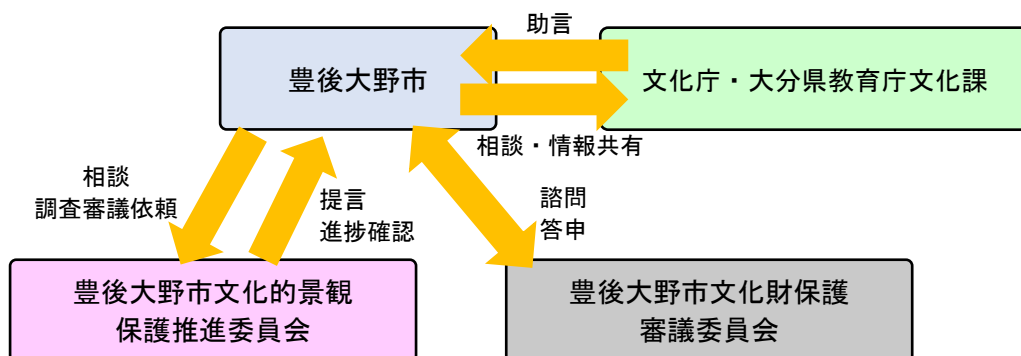 助言
豊後大野市
文化庁・大分県教育庁文化課
相談・情報共有
相談
調査審議依頼
提言
進捗確認
諮問
答申
豊後大野市文化的景観
保護推進委員会
豊後大野市文化財保護
審議委員会